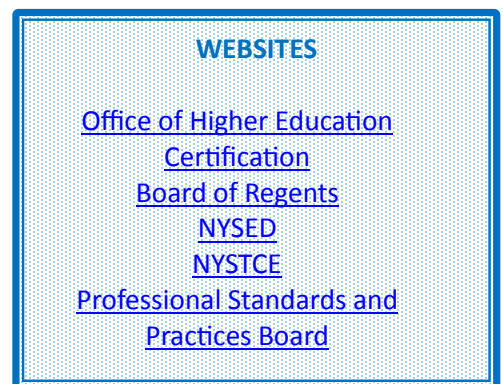 WEBSITES
Office of Higher Education
Certification
Board of Regents
NYSED
NYSTCE
Professional Standards and
Practices Board